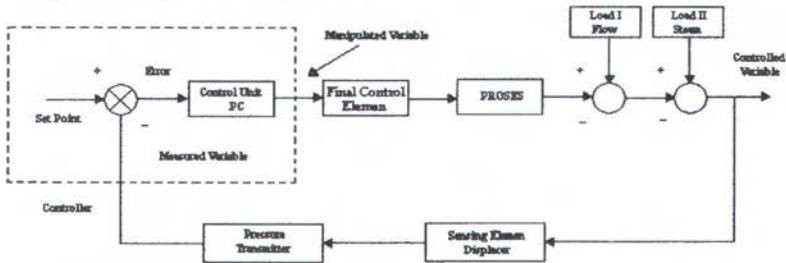 Load I
Flow
Load II
Steam
Manipulated Variable
Controlled
Variable
+
Error
Control Unit
PC
Final Control
Elemen
PROSES
+
+
Set Point
−
−
−
Measured Variable
Controller
Pressure
Transmitter
Sensing Elemen
Displacer